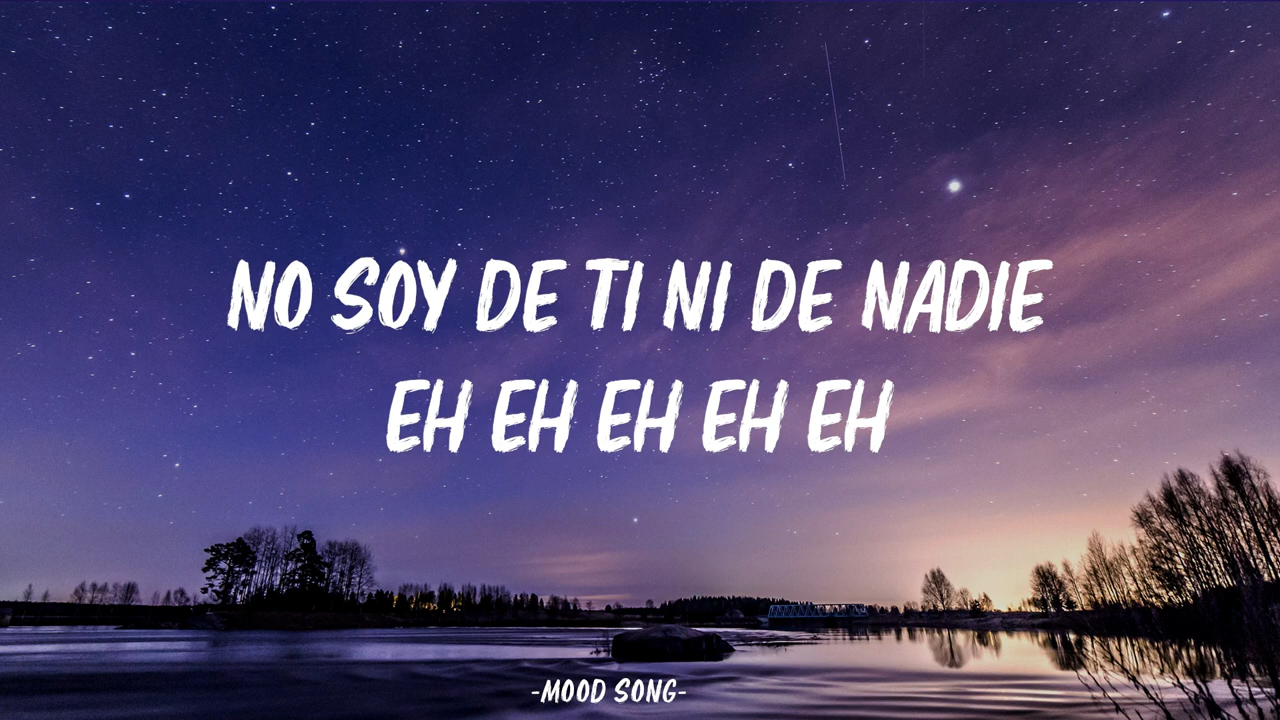 NO SOY DE TI NI DE NADIE
EH EH EH EH EH
-MOOD SONG-